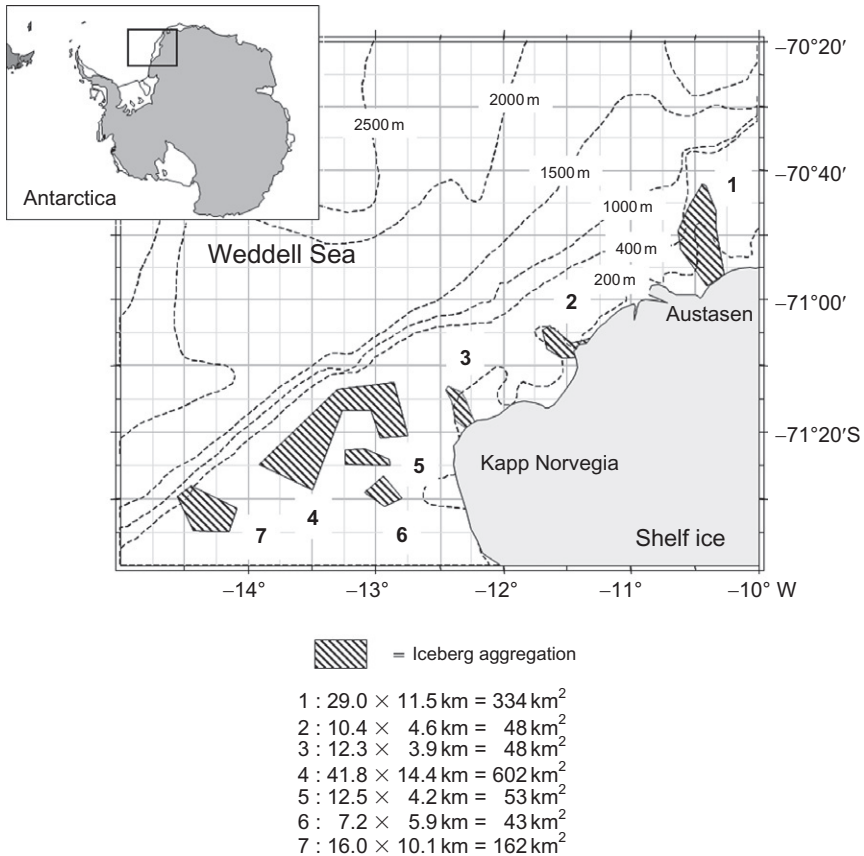 Antarctica
Weddell Sea
2500 m
2000 m
1500 m
1000 m
400 m
200 m
1
2
3
4
5
6
7
Austasen
Kapp Norvegia
Shelf ice
–70°20′
–70°40′
–71°00′
–71°20′S
–14°
–13°
–12°
–11°
–10° W
= Iceberg aggregation
1 : 29.0 × 11.5 km = 334 km²
2 : 10.4 × 4.6 km = 48 km²
3 : 12.3 × 3.9 km = 48 km²
4 : 41.8 × 14.4 km = 602 km²
5 : 12.5 × 4.2 km = 53 km²
6 : 7.2 × 5.9 km = 43 km²
7 : 16.0 × 10.1 km = 162 km²